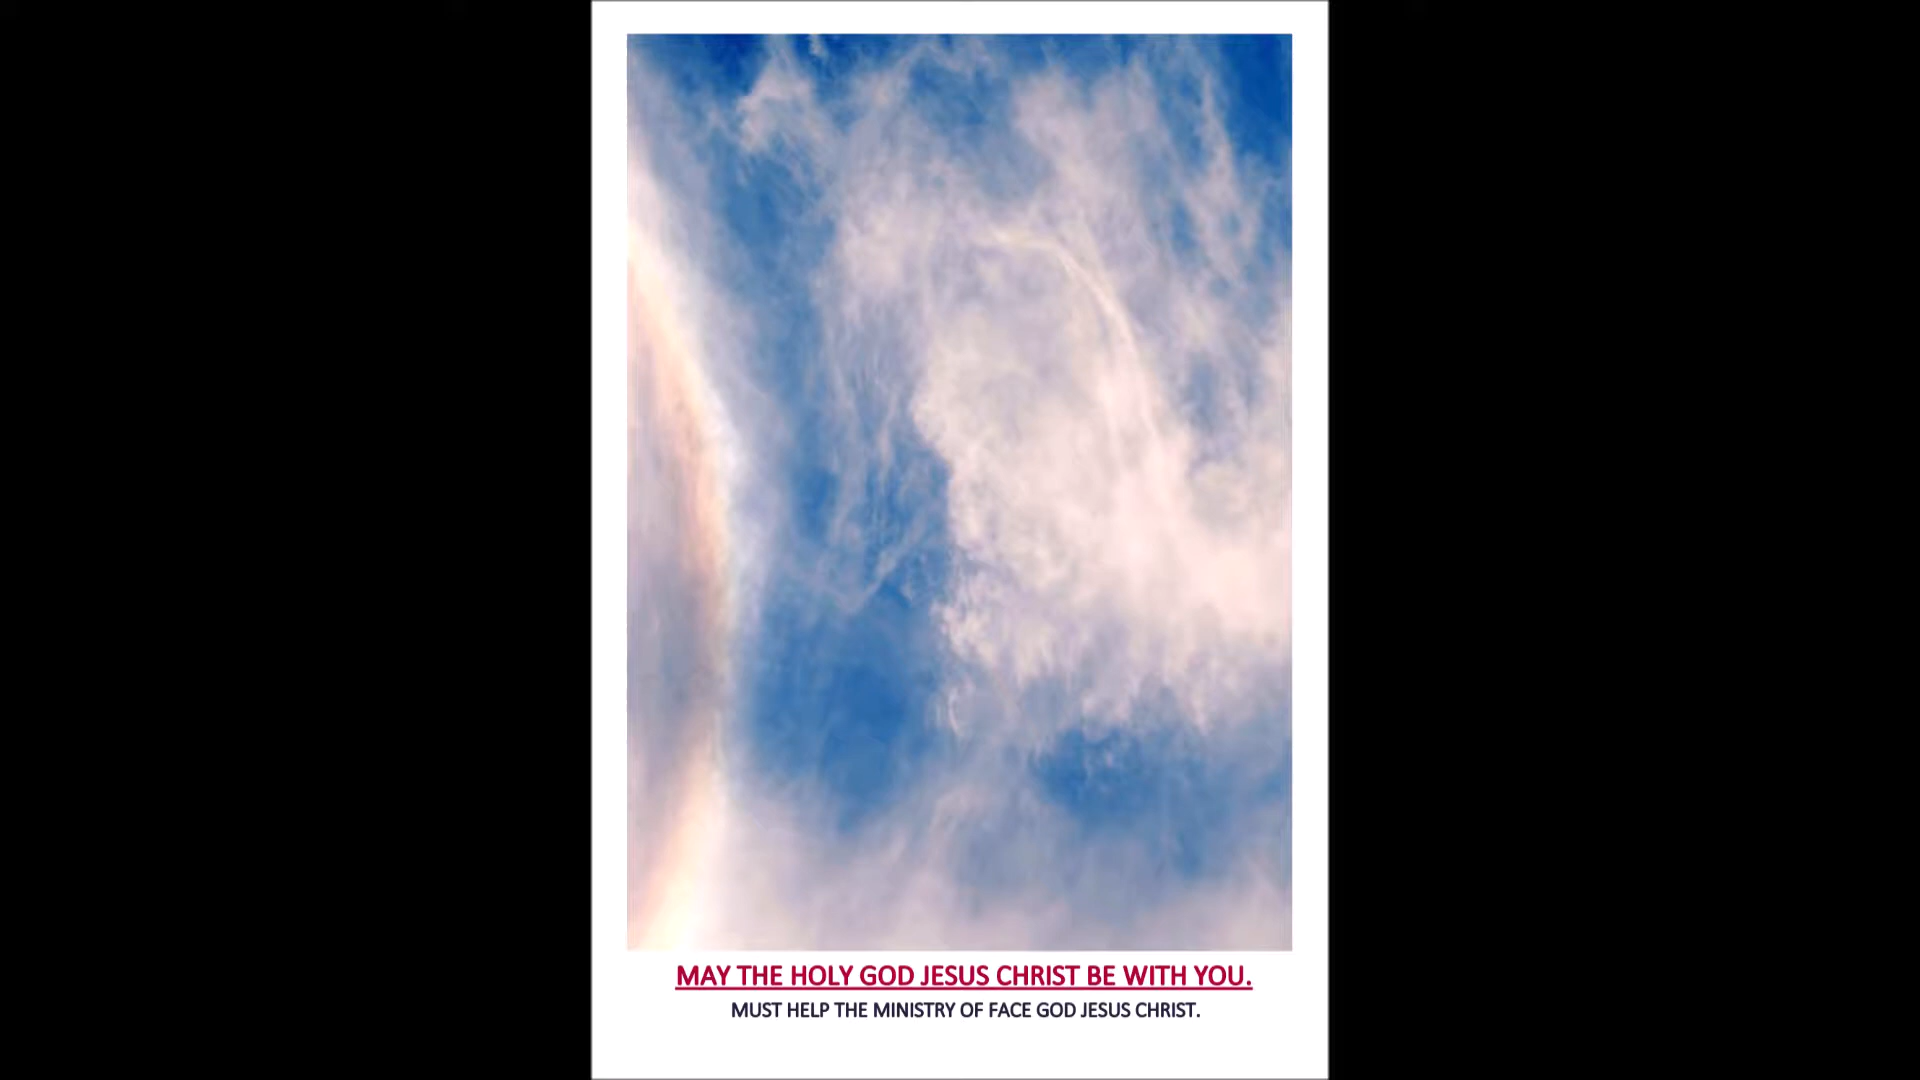 MAY THE HOLY GOD JESUS CHRIST BE WITH YOU.
MUST HELP THE MINISTRY OF FACE GOD JESUS CHRIST.